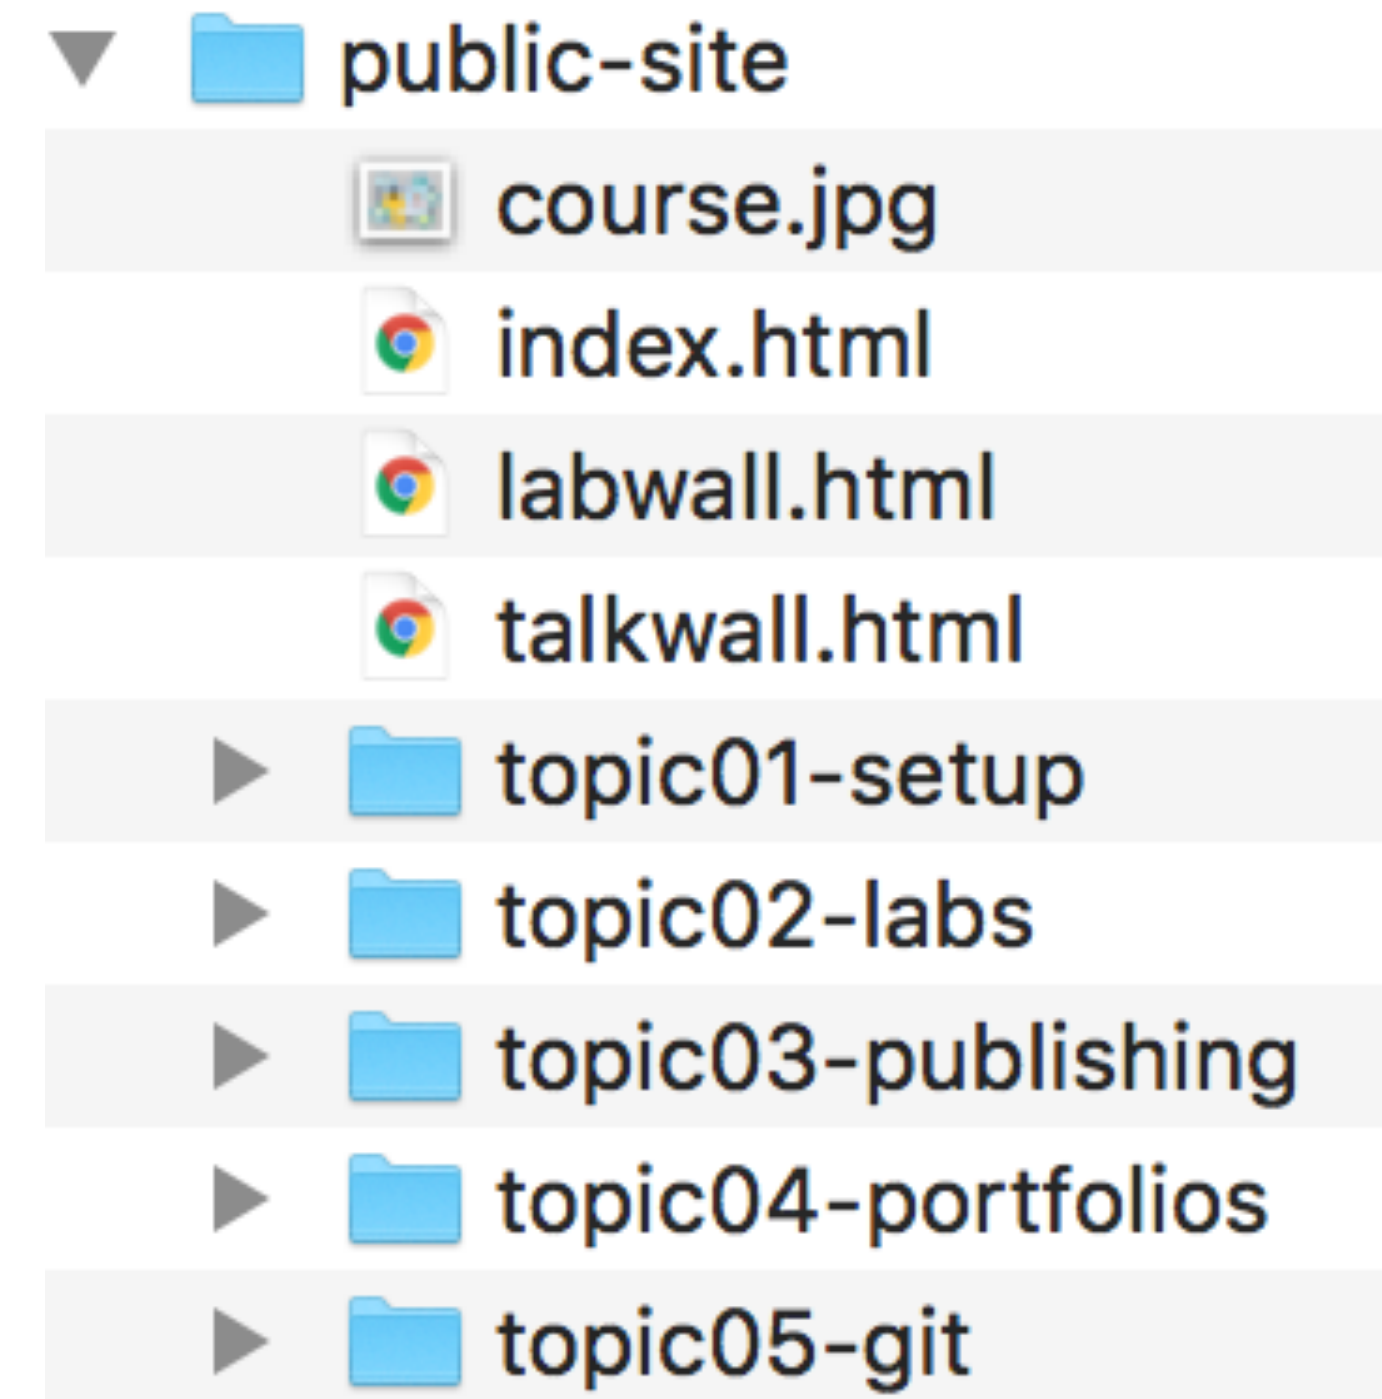 public-site
course.jpg
index.html
labwall.html
talkwall.html
topic01-setup
topic02-labs
topic03-publishing
topic04-portfolios
topic05-git